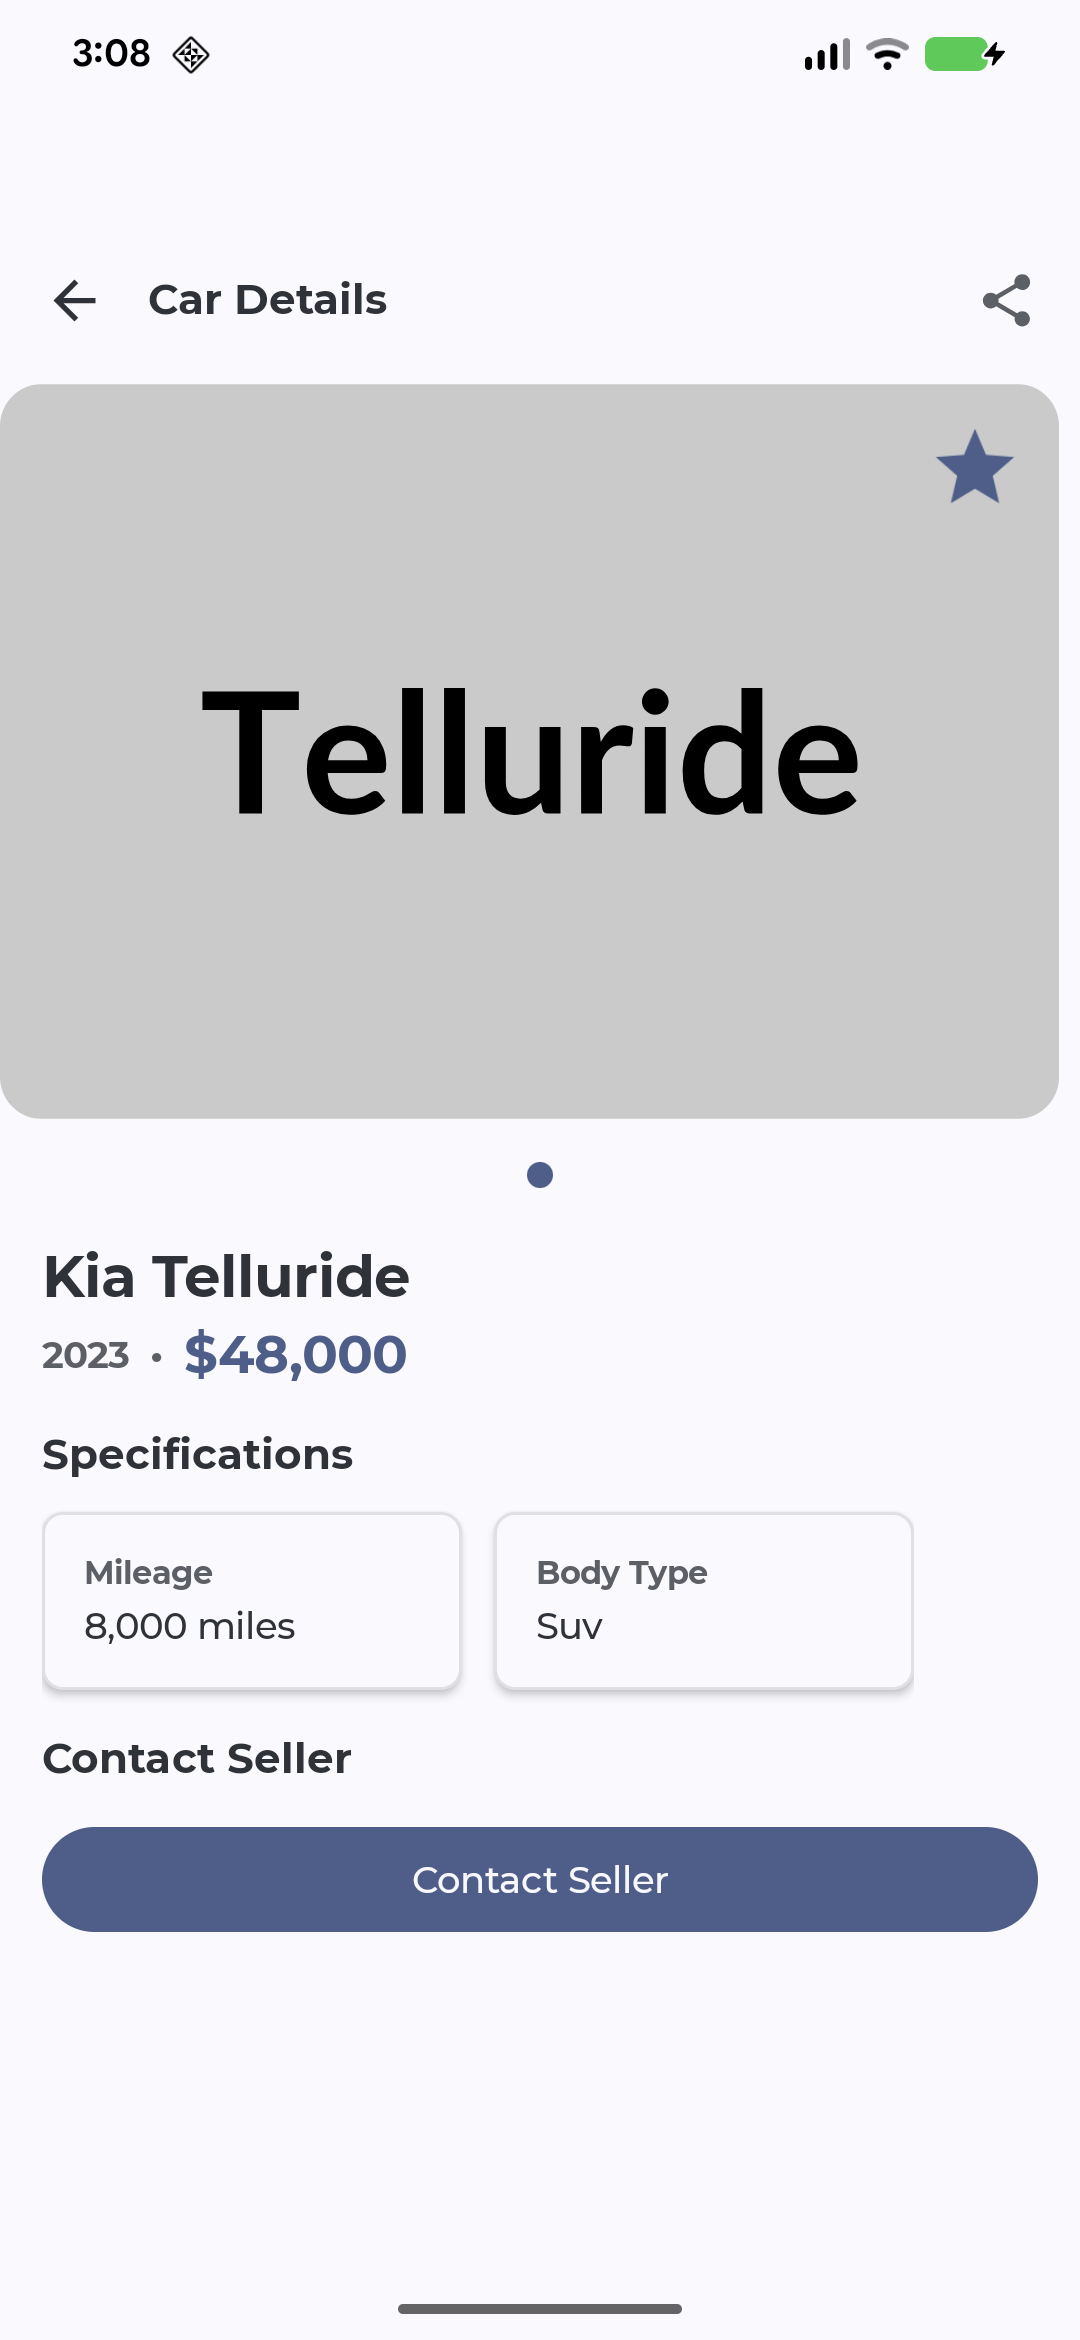 3:08
Car Details
Telluride
Kia Telluride
2023 • $48,000
Specifications
Mileage
8,000 miles
Body Type
Suv
Contact Seller
Contact Seller